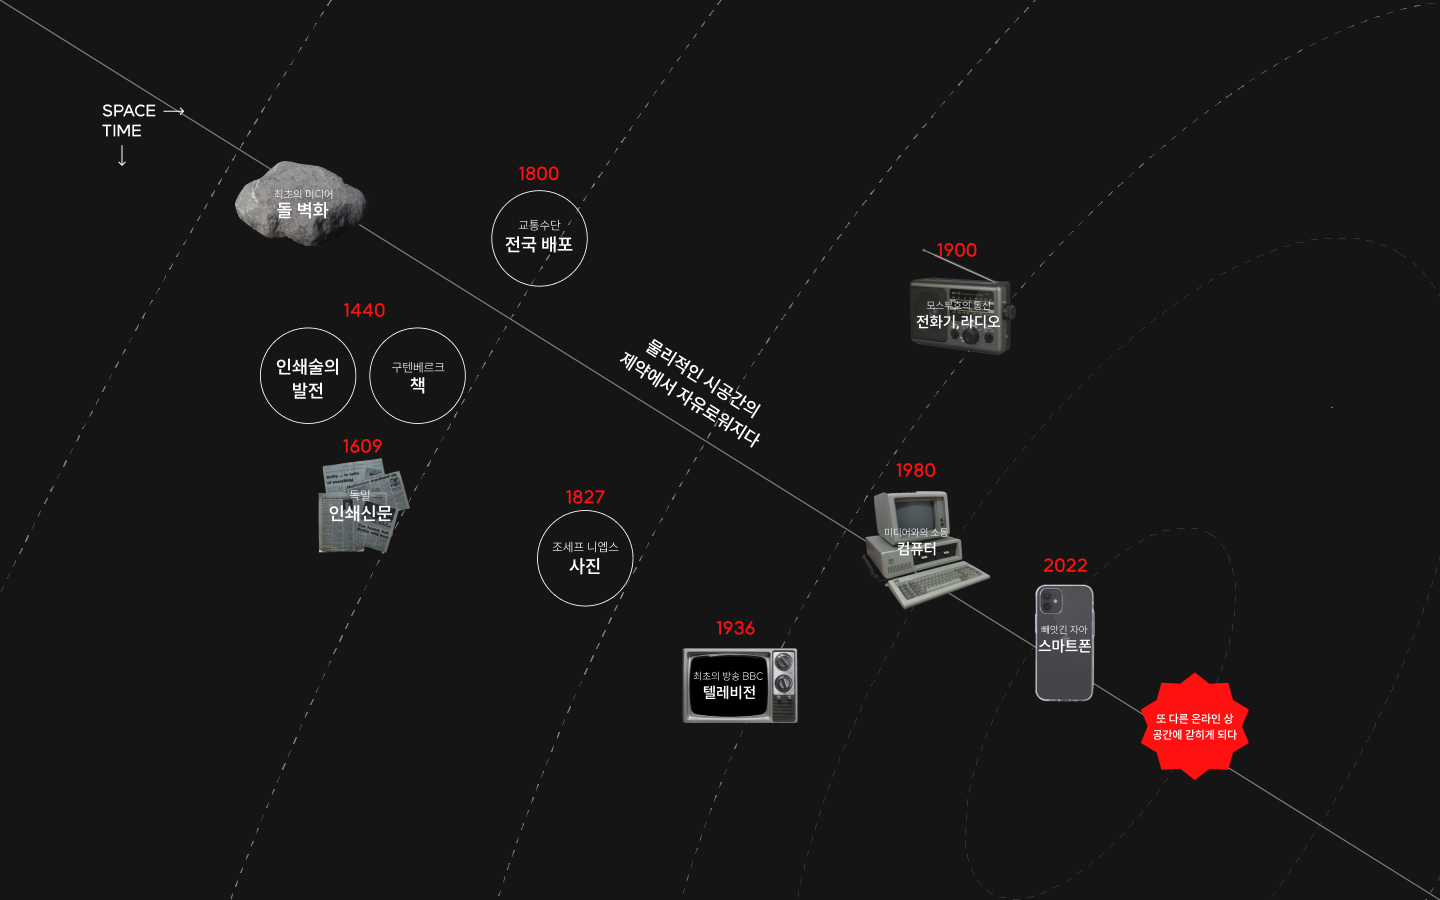 SPACE →
TIME
↓
최초의 미디어
돌 벽화
1800
교통수단
전국 배포
1440
인쇄술의
발전
구텐베르크
책
1900
모스부호의 통신
전화기,라디오
물리적인 시공간의
제약에서 자유로워지다
1609
독일
인쇄신문
1827
조세프 니엡스
사진
1980
미디어와의 소통
컴퓨터
2022
빼앗긴 자아
스마트폰
1936
최초의 방송 BBC
텔레비전
또 다른 온라인 상
공간에 갇히게 되다